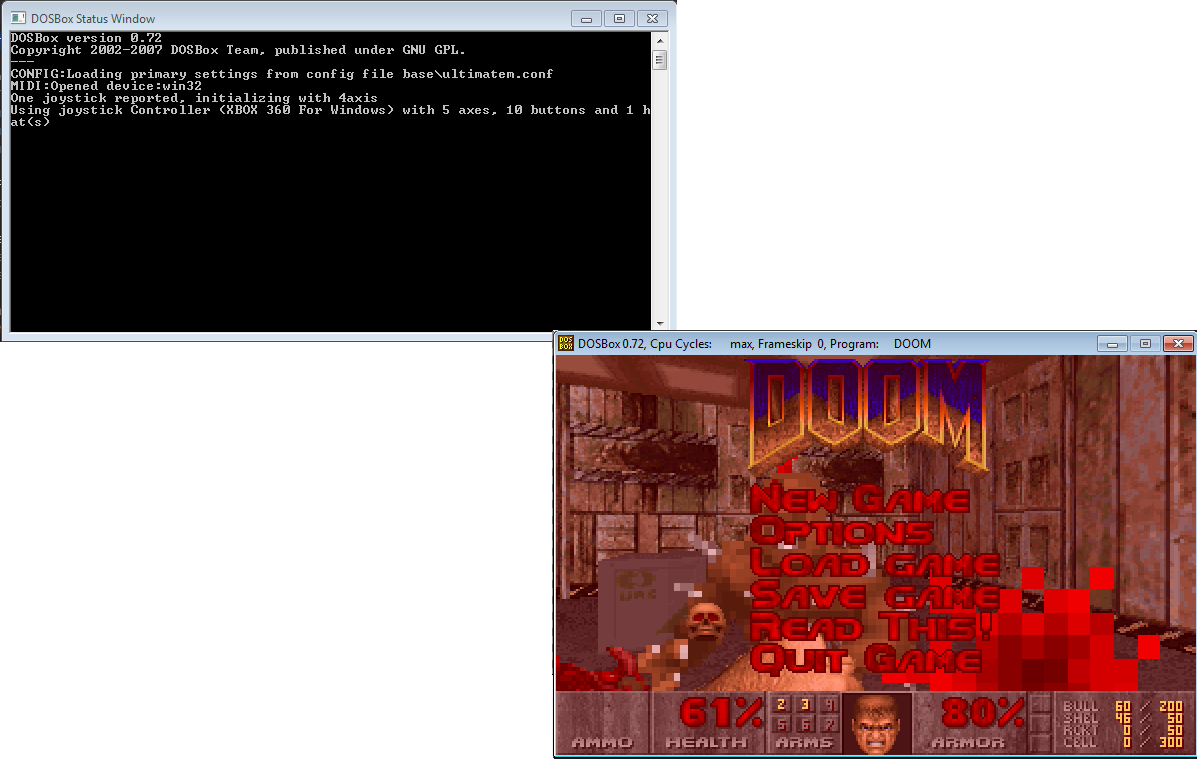 DOSBox Status Window
DOSBox version 0.72
Copyright 2002-2007 DOSBox Team, published under GNU GPL.
---
CONFIG:Loading primary settings from config file base\ultimatem.conf
MIDI:Opened device:win32
One joystick reported, initializing with 4axis
Using joystick Controller (XBOX 360 For Windows) with 5 axes, 10 buttons and 1 h
at(s)
DOS BOX
DOSBox 0.72, Cpu Cycles: max, Frameskip 0, Program: DOOM
DOOM
New Game
Options
Load game
Save game
Read This!
Quit Game
UAC
61% 2 3 4 80% BULL 60 / 200
5 6 7 SHEL 46 / 50
RCKT 0 / 50
AMMO HEALTH ARMS ARMOR CELL 0 / 300